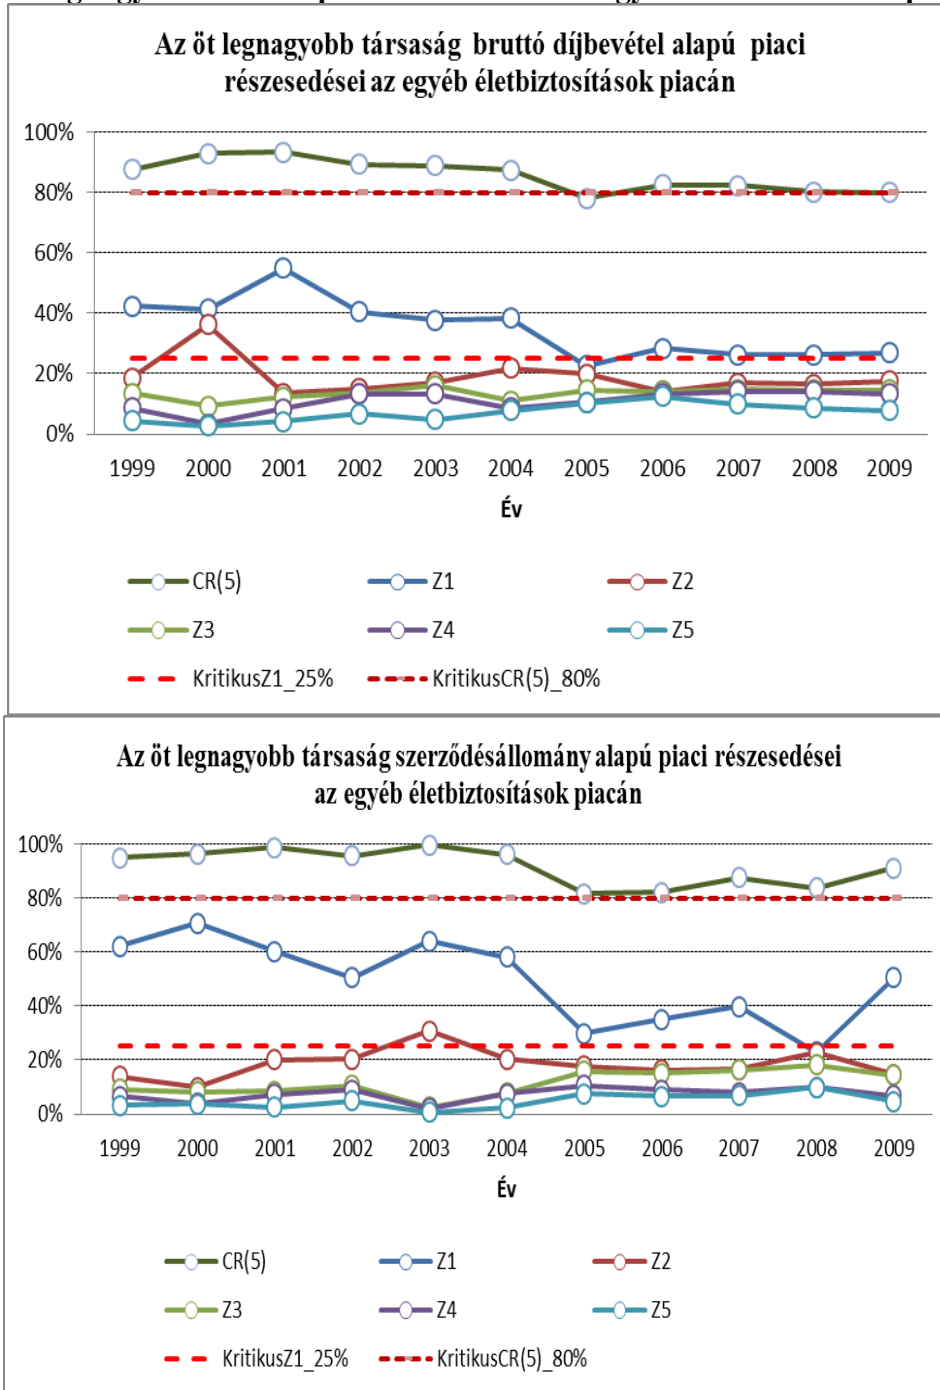 Az öt legnagyobb társaság bruttó díjbevétel alapú piaci
részesedései az egyéb életbiztosítások piacán
100%
80%
60%
40%
20%
0%
1999 2000 2001 2002 2003 2004 2005 2006 2007 2008 2009
Év
CR(5) Z1 Z2
Z3 Z4 Z5
KritikusZ1_25% KritikusCR(5)_80%
Az öt legnagyobb társaság szerződésállomány alapú piaci részesedései
az egyéb életbiztosítások piacán
100%
80%
60%
40%
20%
0%
1999 2000 2001 2002 2003 2004 2005 2006 2007 2008 2009
Év
CR(5) Z1 Z2
Z3 Z4 Z5
KritikusZ1_25% KritikusCR(5)_80%